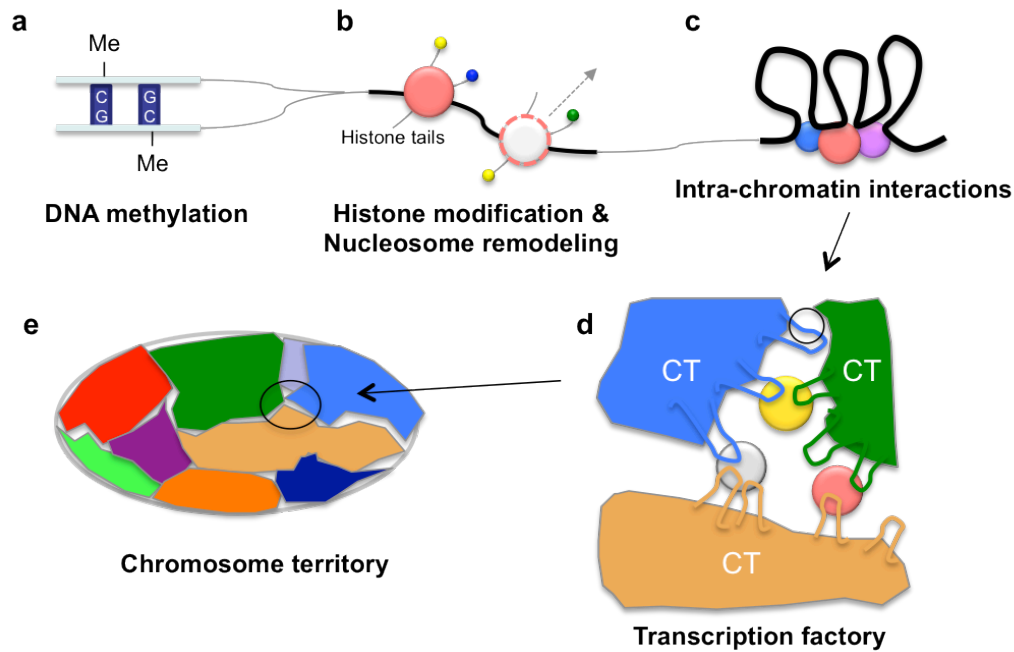 a
b
c
Me
C
G
G
C
Me
Histone tails
DNA methylation
Histone modification &
Nucleosome remodeling
Intra-chromatin interactions
e
d
CT
CT
CT
Chromosome territory
Transcription factory